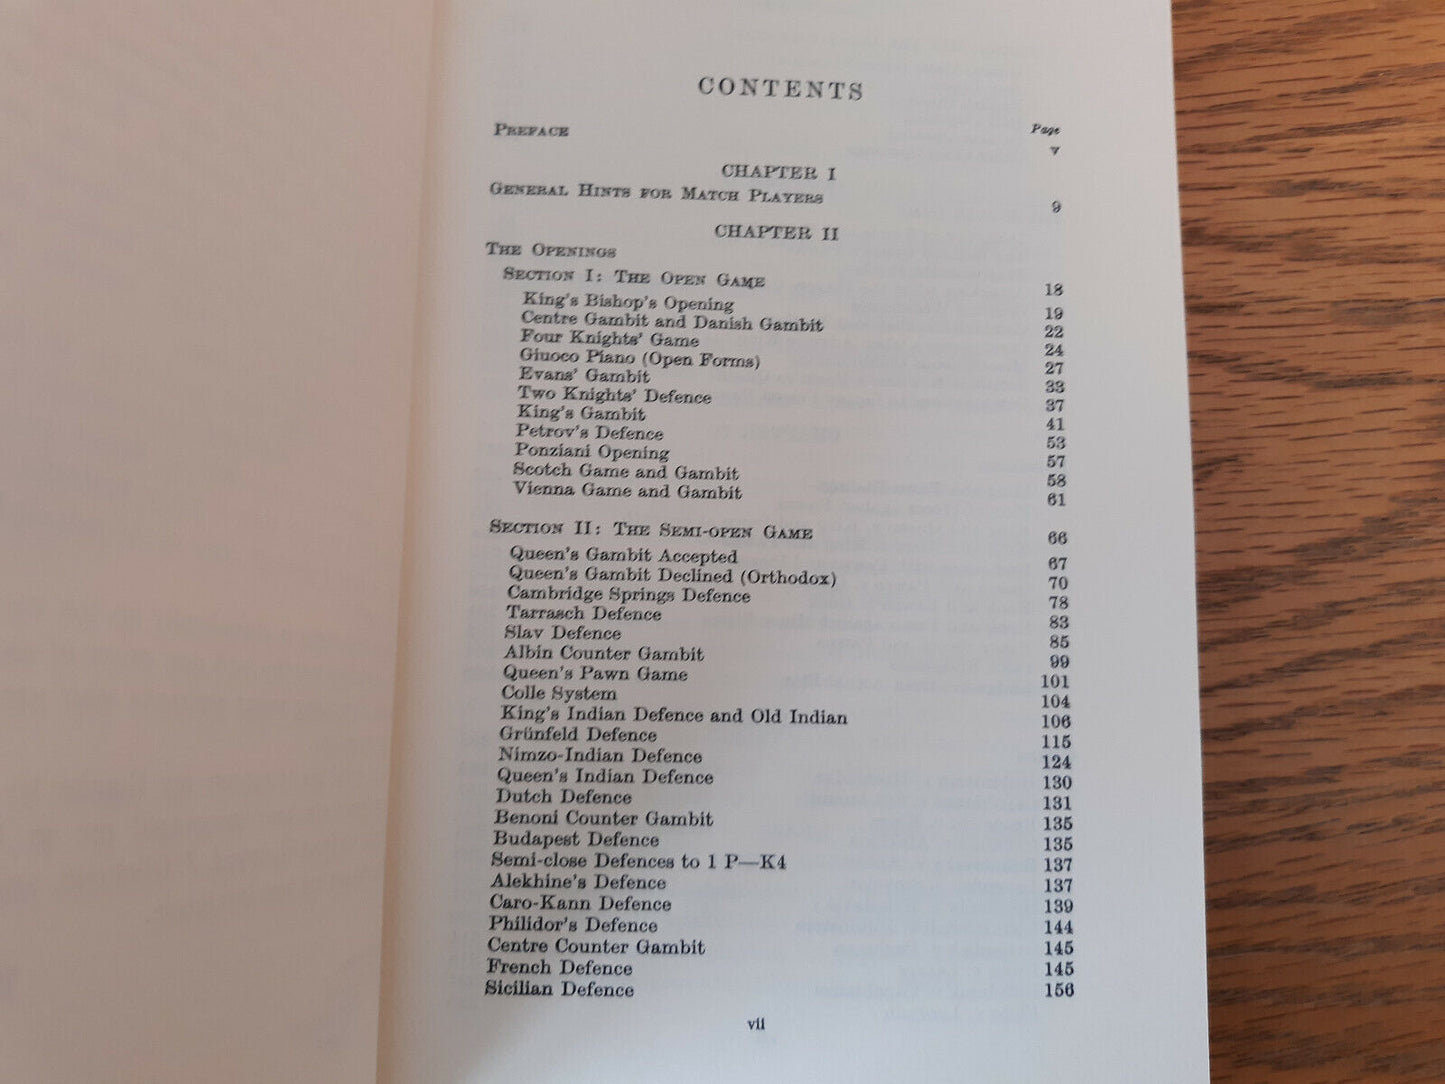 CONTENTS
PREFACE Page
v
CHAPTER I
GENERAL HINTS FOR MATCH PLAYERS 9
CHAPTER II
THE OPENINGS
SECTION I: THE OPEN GAME 18
King's Bishop's Opening 19
Centre Gambit and Danish Gambit 22
Four Knights' Game 24
Giuoco Piano (Open Forms) 27
Evans' Gambit 33
Two Knights' Defence 37
King's Gambit 41
Petrov's Defence 53
Ponziani Opening 57
Scotch Game and Gambit 58
Vienna Game and Gambit 61
SECTION II: THE SEMI-OPEN GAME 66
Queen's Gambit Accepted 67
Queen's Gambit Declined (Orthodox) 70
Cambridge Springs Defence 78
Tarrasch Defence 83
Slav Defence 85
Albin Counter Gambit 99
Queen's Pawn Game 101
Colle System 104
King's Indian Defence and Old Indian 106
Grünfeld Defence 115
Nimzo-Indian Defence 124
Queen's Indian Defence 130
Dutch Defence 131
Benoni Counter Gambit 135
Budapest Defence 135
Semi-close Defences to 1 P—K4 137
Alekhine's Defence 137
Caro-Kann Defence 139
Philidor's Defence 144
Centre Counter Gambit 145
French Defence 145
Sicilian Defence 156
vii